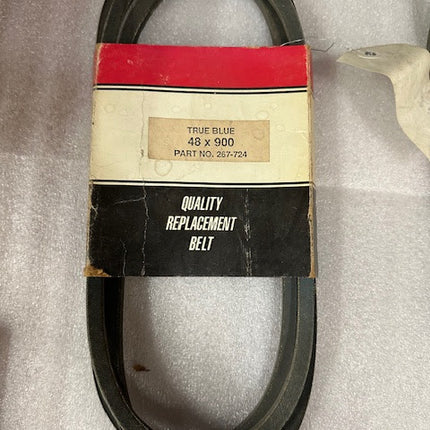 TRUE BLUE
48 x 900
PART NO. 267-724
QUALITY
REPLACEMENT
BELT